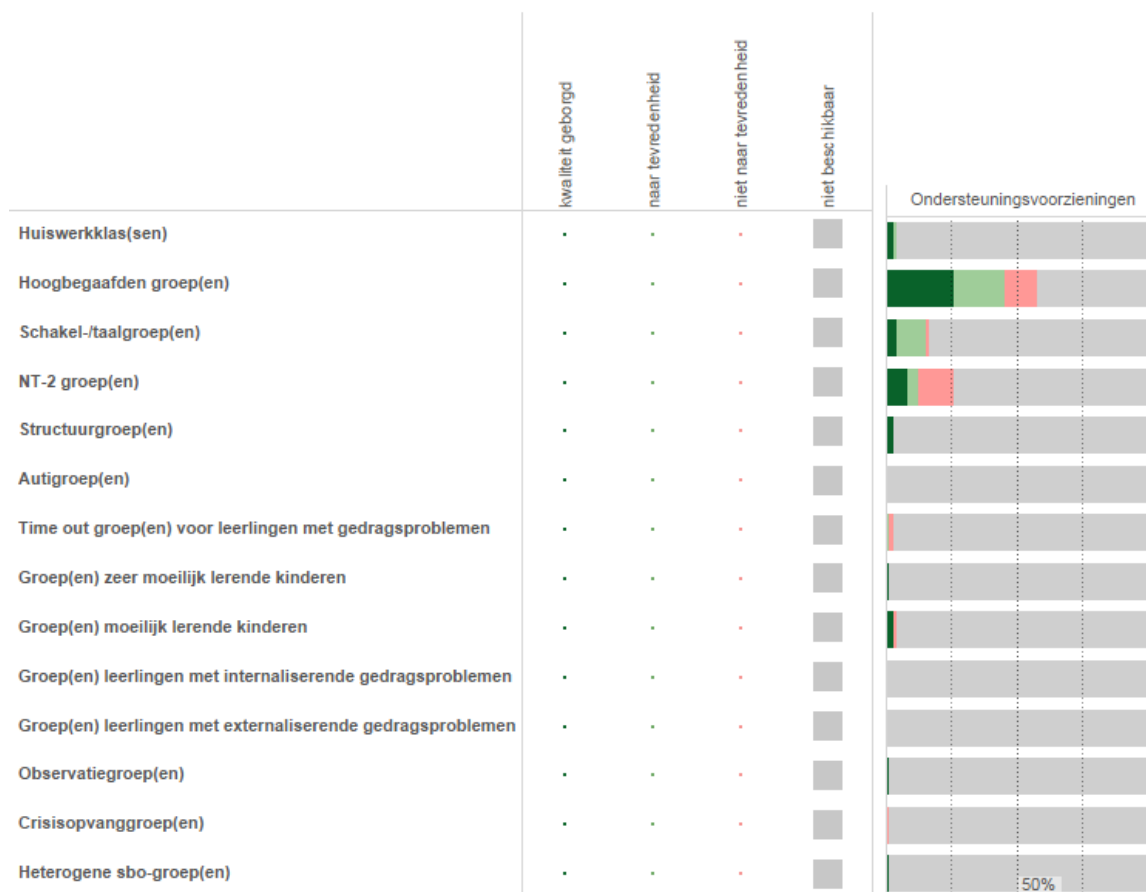 kwaliteit geborgd
naar tevredenheid
niet naar tevredenheid
niet beschikbaar
Ondersteuningsvoorzieningen
Huiswerkklas(sen)
Hoogbegaafden groep(en)
Schakel-/taalgroep(en)
NT-2 groep(en)
Structuurgroep(en)
Autigroep(en)
Time out groep(en) voor leerlingen met gedragsproblemen
Groep(en) zeer moeilijk lerende kinderen
Groep(en) moeilijk lerende kinderen
Groep(en) leerlingen met internaliserende gedragsproblemen
Groep(en) leerlingen met externaliserende gedragsproblemen
Observatiegroep(en)
Crisisopvanggroep(en)
Heterogene sbo-groep(en)
50%